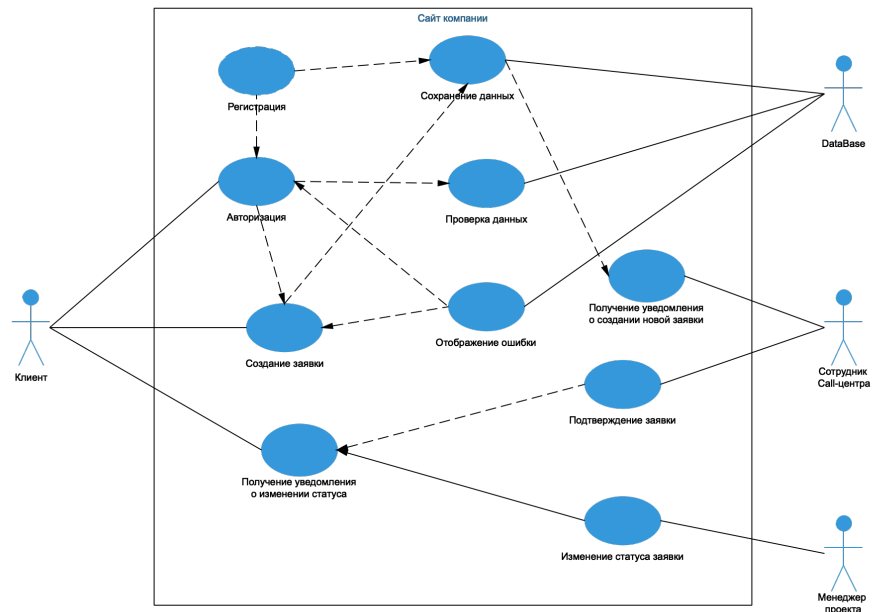 Сайт компании
Регистрация
Сохранение данных
DataBase
Авторизация
Проверка данных
Получение уведомления
о создании новой заявки
Создание заявки
Отображение ошибки
Клиент
Сотрудник
Call-центра
Подтверждение заявки
Получение уведомления
о изменении статуса
Изменение статуса заявки
Менеджер
проекта